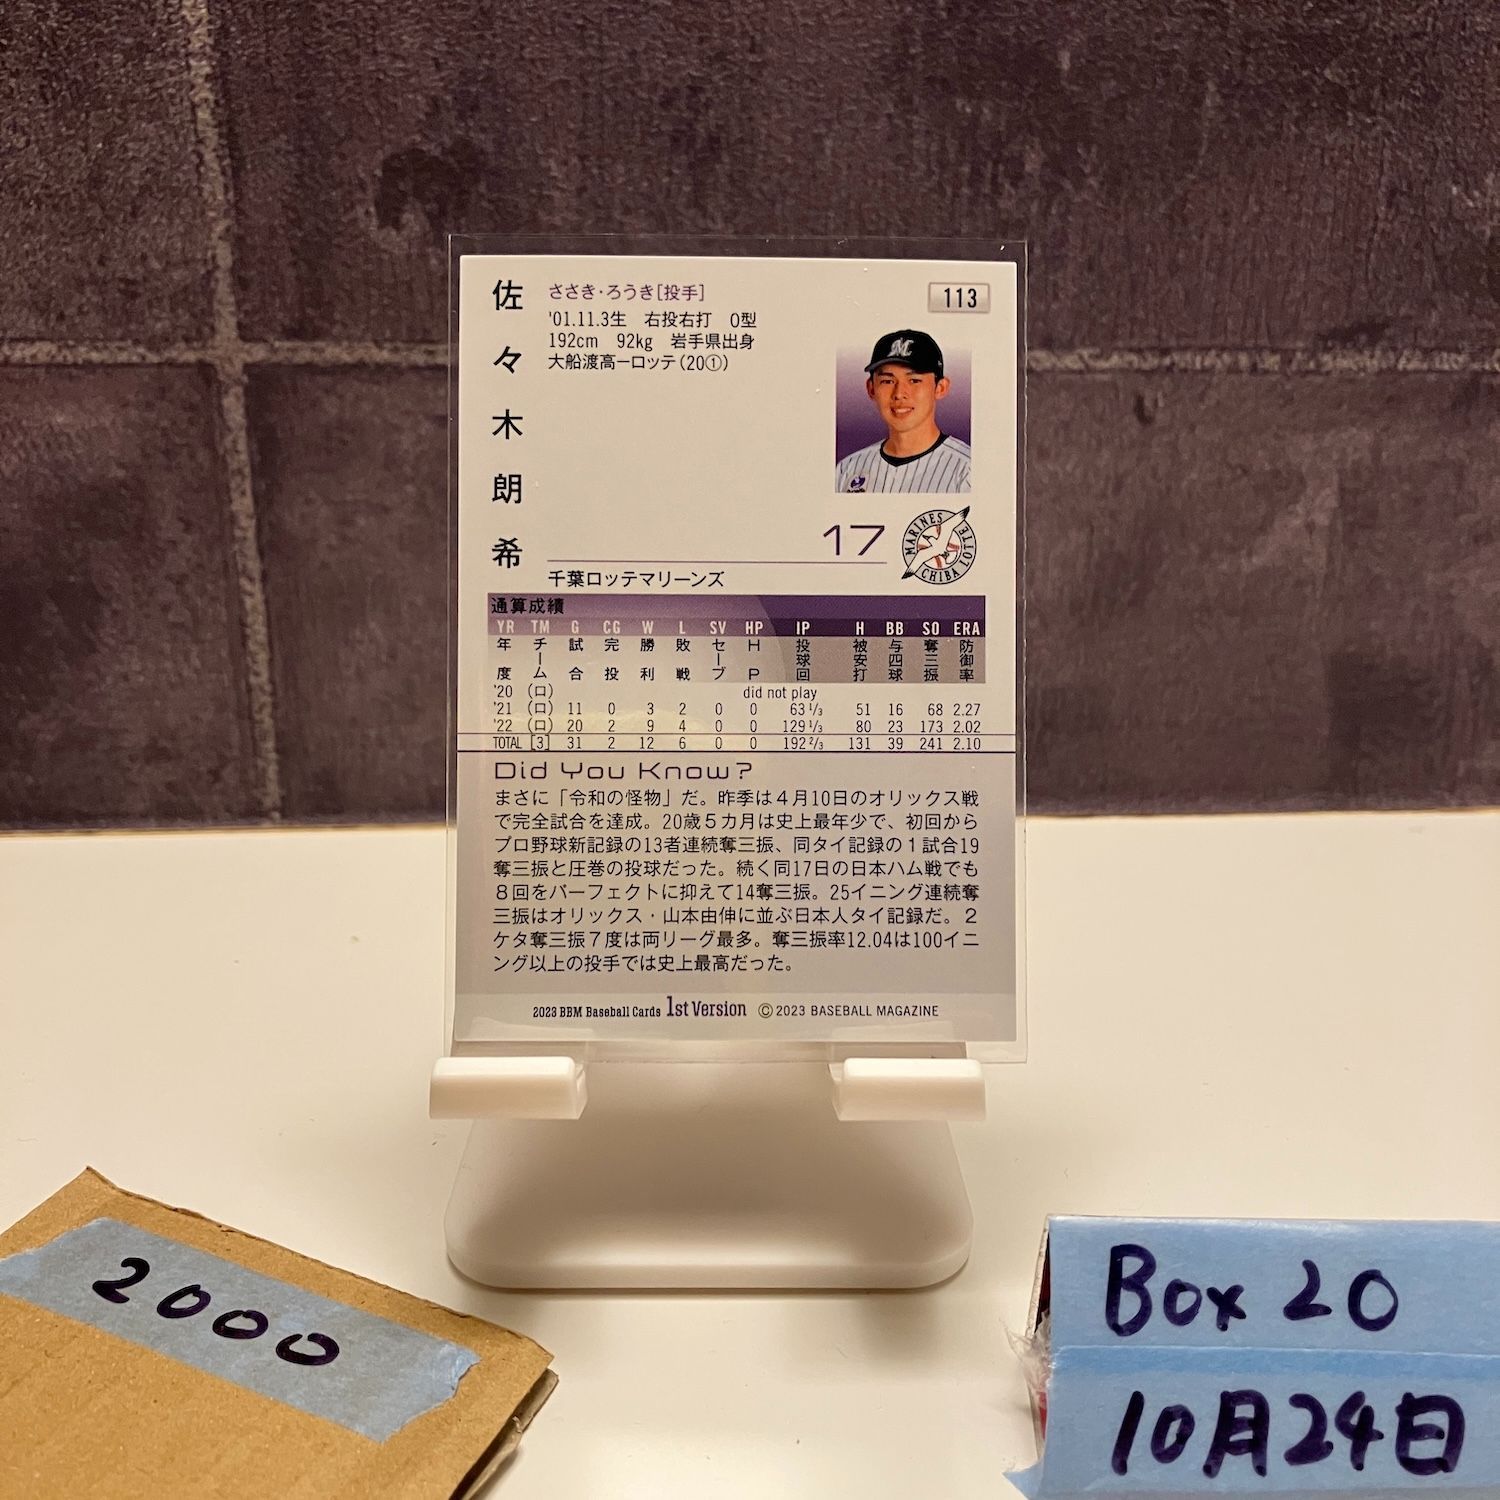 佐々木朗希
ささき・ろうき[投手]
'01.11.3生 右投右打 O型
192cm 92kg 岩手県出身
大船渡高ーロッテ(20①)
113
M
17
MARINES
CHIBA LOTTE
千葉ロッテマリーンズ
通算成績
YR TM G CG W L SV HP IP H BB SO ERA
年度 チーム 試合 完投 勝利 敗戦 セーブ HP 投球回 被安打 与四球 奪三振 防御率
'20 (ロ) did not play
'21 (ロ) 11 0 3 2 0 0 63 1/3 51 16 68 2.27
'22 (ロ) 20 2 9 4 0 0 129 1/3 80 23 173 2.02
TOTAL [3] 31 2 12 6 0 0 192 2/3 131 39 241 2.10
Did You Know?
まさに「令和の怪物」だ。昨季は4月10日のオリックス戦
で完全試合を達成。20歳5カ月は史上最年少で、初回から
プロ野球新記録の13者連続奪三振、同タイ記録の1試合19
奪三振と圧巻の投球だった。続く同17日の日本ハム戦でも
8回をパーフェクトに抑えて14奪三振。25イニング連続奪
三振はオリックス・山本由伸に並ぶ日本人タイ記録だ。2
ケタ奪三振7度は両リーグ最多。奪三振率12.04は100イニ
ング以上の投手では史上最高だった。
2023 BBM Baseball Cards 1st Version © 2023 BASEBALL MAGAZINE
2000
Box 20
10月24日